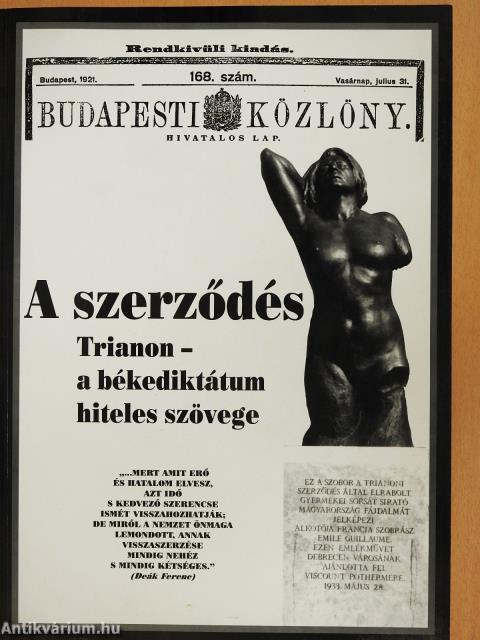 Rendkívüli kiadás.
Budapest, 1921.
168. szám.
Vasárnap, julius 31.
BUDAPESTI KÖZLÖNY.
HIVATALOS LAP.
A szerződés
Trianon –
a békediktátum
hiteles szövege
„...MERT AMIT ERŐ
ÉS HATALOM ELVESZ,
AZT IDŐ
S KEDVEZŐ SZERENCSE
ISMÉT VISSZAHOZHATJÁK;
DE MIRŐL A NEMZET ÖNMAGA
LEMONDOTT, ANNAK
VISSZASZERZÉSE
MINDIG NEHÉZ
S MINDIG KÉTSÉGES.”
(Deák Ferenc)
EZ A SZOBOR A TRIANONI
SZERZŐDÉS ÁLTAL ELRABOLT
GYERMEKEI SORSÁT SIRATÓ
MAGYARORSZÁG FÁJDALMÁT
JELKÉPEZI
ALKOTÓJA FRANCIA SZOBRÁSZ
EMILE GUILLAUME.
EZEN EMLÉKMŰVET
DEBRECEN VÁROSÁNAK
AJÁNLOTTA FEL
VISCOUNT ROTHERMERE
1933. MÁJUS 28.
Antikvárium.hu